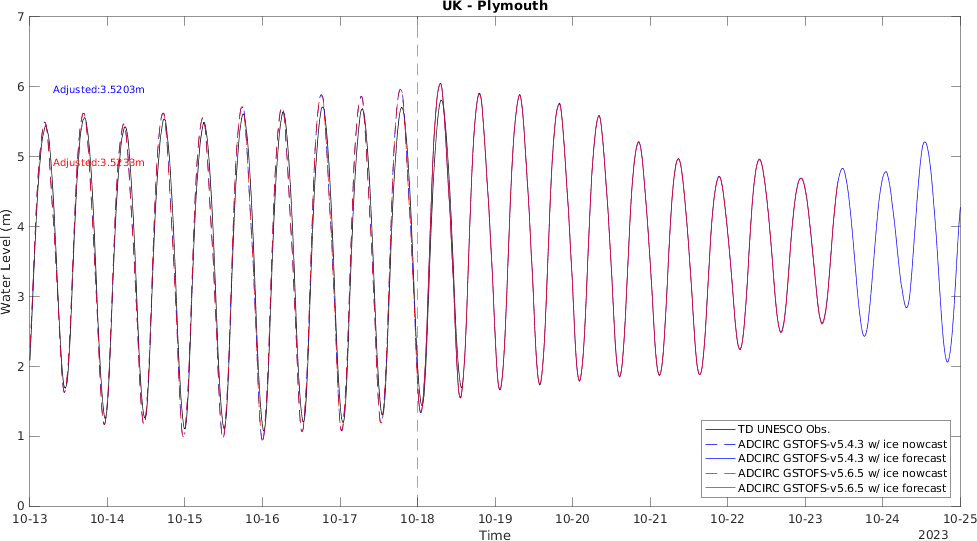 UK - Plymouth
7
6
5
4
3
2
1
0
Water Level (m)
Adjusted:3.5203m
Adjusted:3.5233m
TD UNESCO Obs.
ADCIRC GSTOFS-v5.4.3 w/ ice nowcast
ADCIRC GSTOFS-v5.4.3 w/ ice forecast
ADCIRC GSTOFS-v5.6.5 w/ ice nowcast
ADCIRC GSTOFS-v5.6.5 w/ ice forecast
10-13 10-14 10-15 10-16 10-17 10-18 10-19 10-20 10-21 10-22 10-23 10-24 10-25
Time
2023